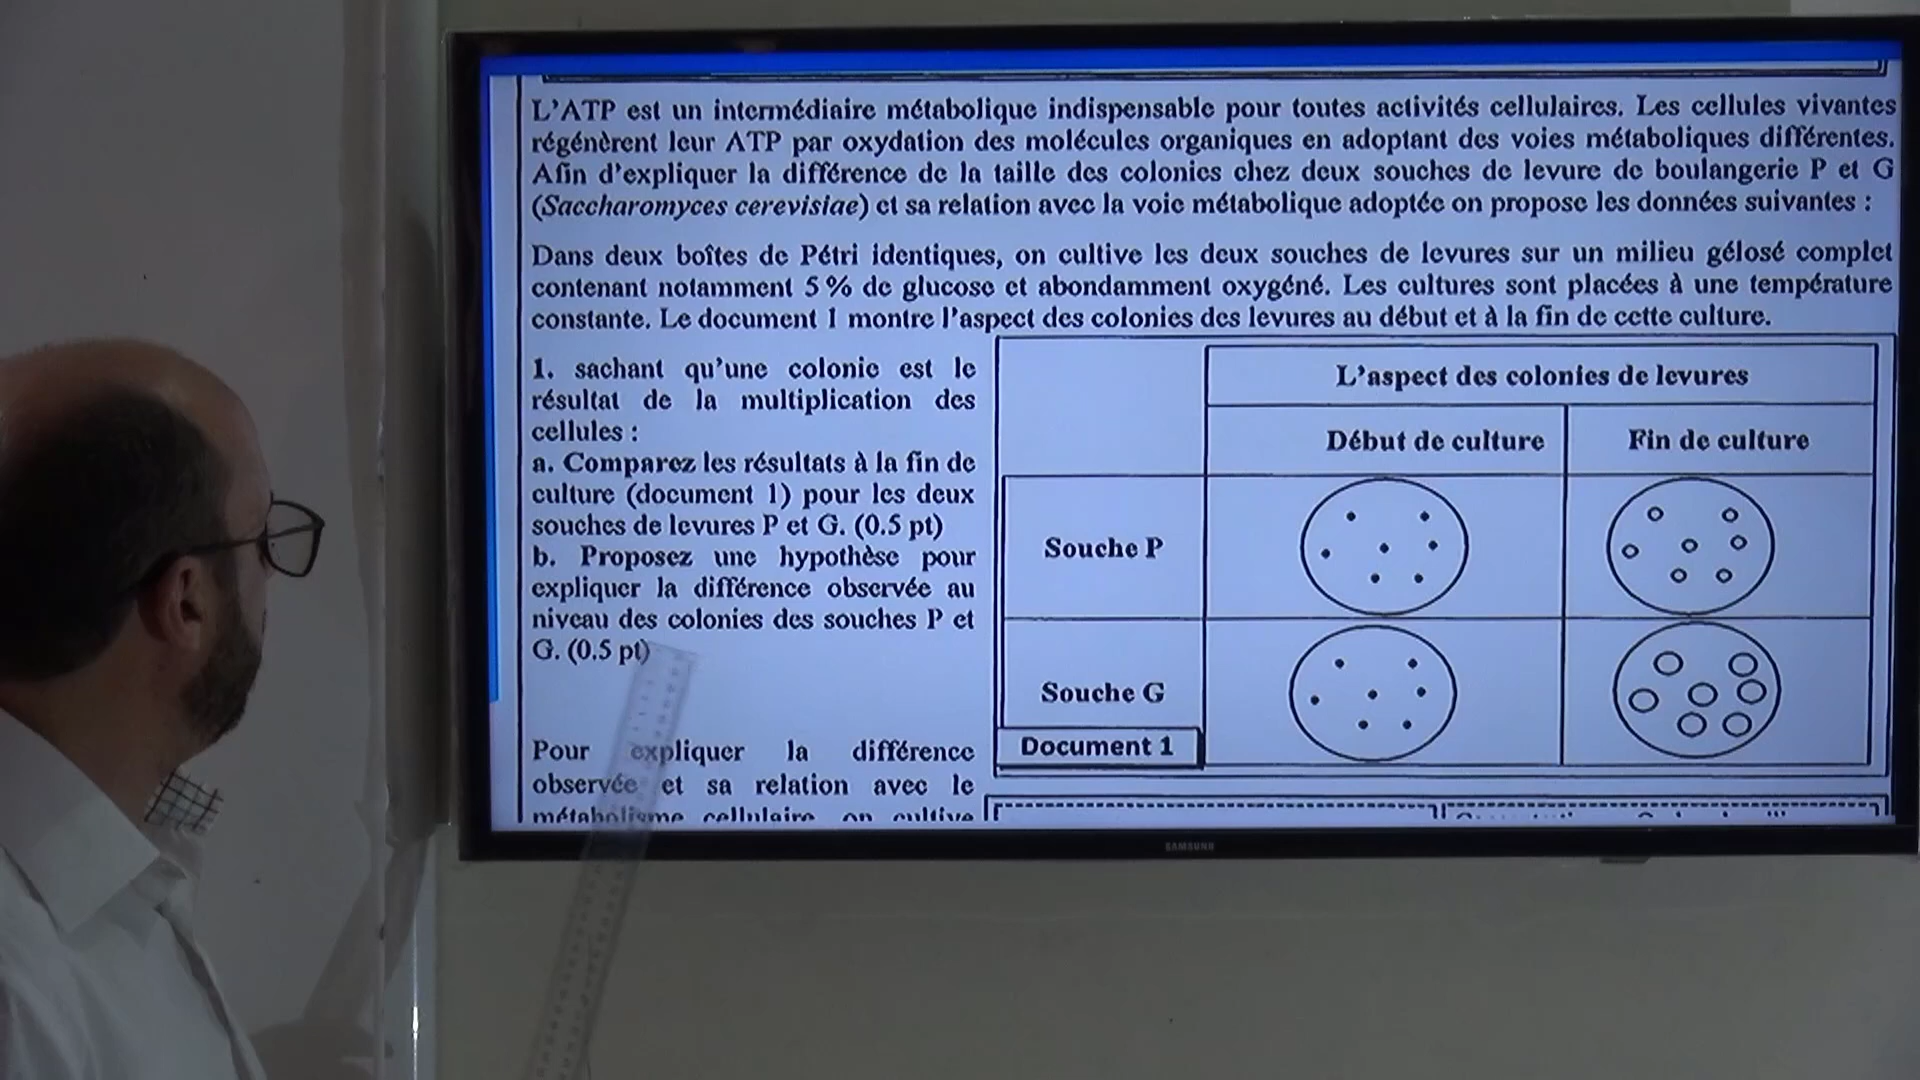 L'ATP est un intermédiaire métabolique indispensable pour toutes activités cellulaires. Les cellules vivantes
régénèrent leur ATP par oxydation des molécules organiques en adoptant des voies métaboliques différentes.
Afin d'expliquer la différence de la taille des colonies chez deux souches de levure de boulangerie P et G
(Saccharomyces cerevisiae) et sa relation avec la voie métabolique adoptée on propose les données suivantes :
Dans deux boîtes de Pétri identiques, on cultive les deux souches de levures sur un milieu gélosé complet
contenant notamment 5 % de glucose et abondamment oxygéné. Les cultures sont placées à une température
constante. Le document 1 montre l'aspect des colonies des levures au début et à la fin de cette culture.
1. sachant qu'une colonie est le
résultat de la multiplication des
cellules :
a. Comparez les résultats à la fin de
culture (document 1) pour les deux
souches de levures P et G. (0.5 pt)
b. Proposez une hypothèse pour
expliquer la différence observée au
niveau des colonies des souches P et
G. (0.5 pt)
Pour expliquer la différence
observée et sa relation avec le
métabolisme cellulaire on cultive
L'aspect des colonies de levures
Début de culture
Fin de culture
Souche P
Souche G
Document 1
SAMSUNG